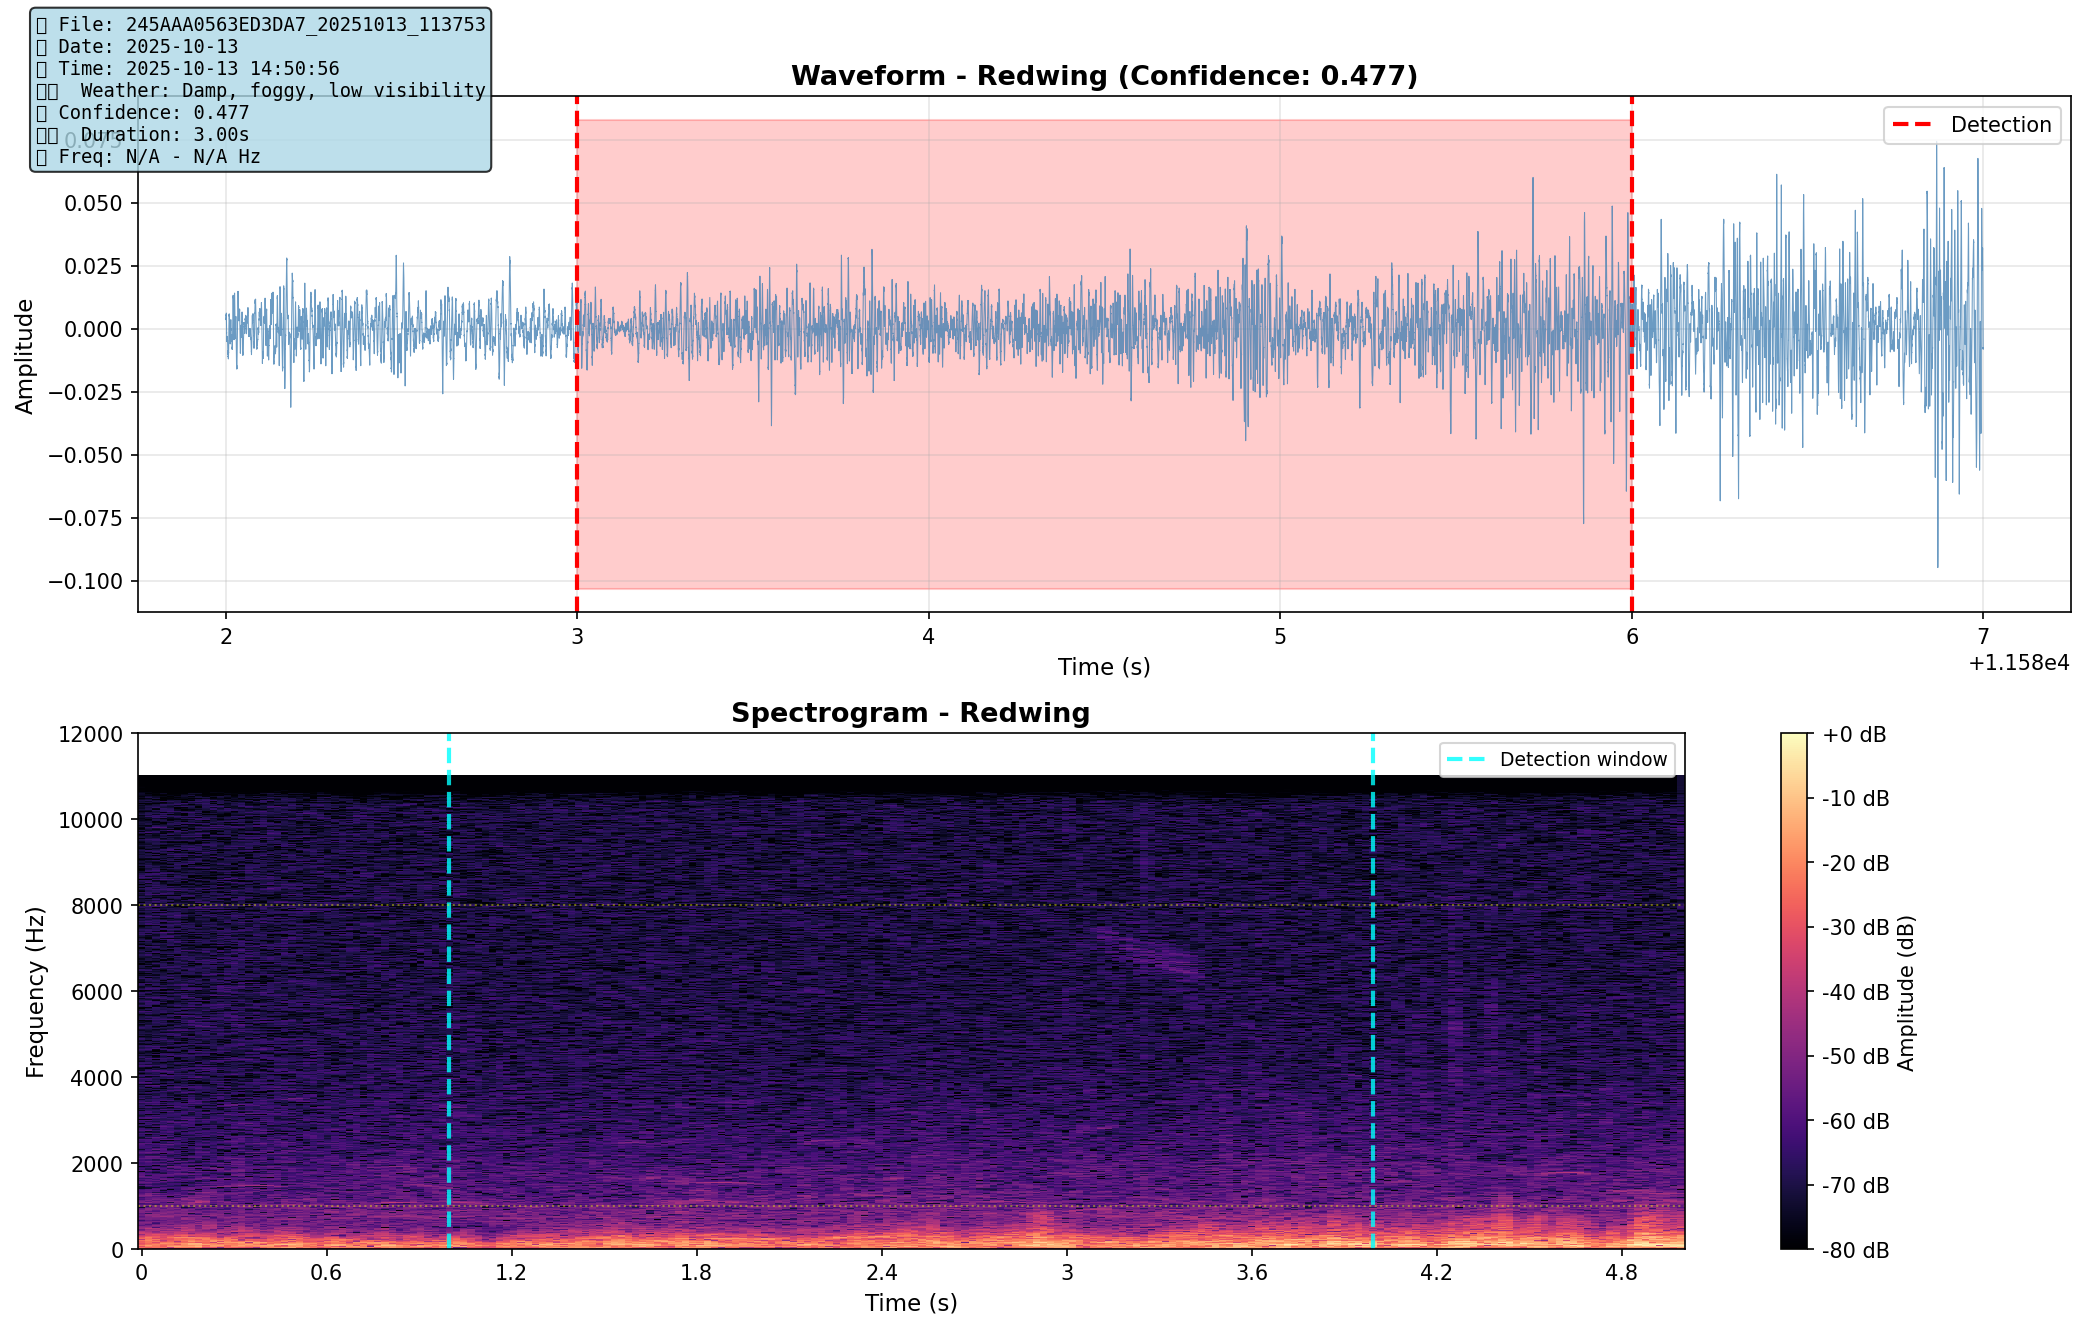 File: 245AAA0563ED3DA7_20251013_113753
Date: 2025-10-13
Time: 2025-10-13 14:50:56
Weather: Damp, foggy, low visibility
Confidence: 0.477
Duration: 3.00s
Freq: N/A - N/A Hz
Waveform - Redwing (Confidence: 0.477)
Detection
Amplitude
0.075
0.050
0.025
0.000
−0.025
−0.050
−0.075
−0.100
2 3 4 5 6 7
Time (s)
+1.158e4
Spectrogram - Redwing
Detection window
Frequency (Hz)
12000
10000
8000
6000
4000
2000
0
0 0.6 1.2 1.8 2.4 3 3.6 4.2 4.8
Time (s)
+0 dB
-10 dB
-20 dB
-30 dB
-40 dB
-50 dB
-60 dB
-70 dB
-80 dB
Amplitude (dB)